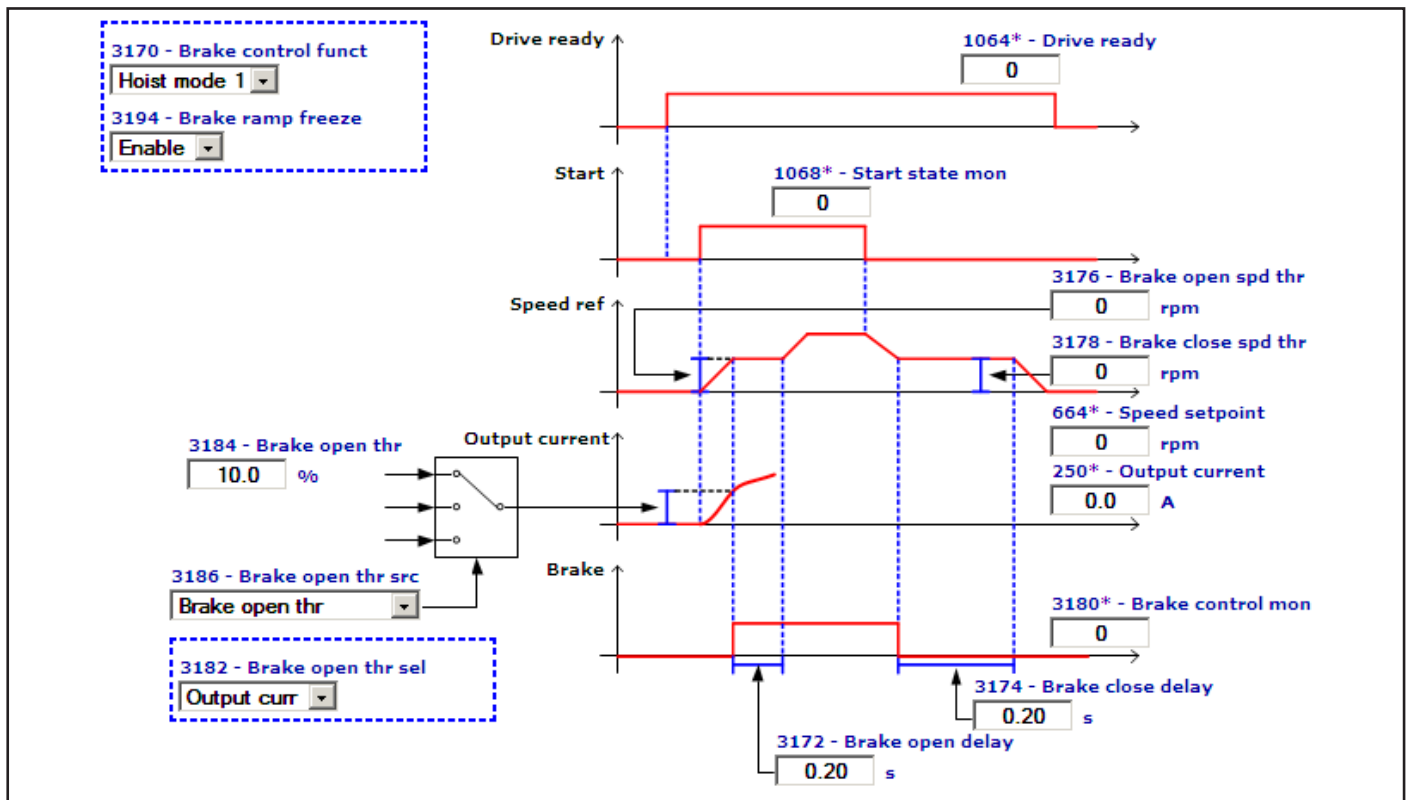 3170 - Brake control funct
Hoist mode 1
3194 - Brake ramp freeze
Enable
Drive ready
1064* - Drive ready
0
Start
1068* - Start state mon
0
Speed ref
3176 - Brake open spd thr
0 rpm
3178 - Brake close spd thr
0 rpm
664* - Speed setpoint
0 rpm
3184 - Brake open thr
10.0 %
Output current
250* - Output current
0.0 A
3186 - Brake open thr src
Brake open thr
Brake
3180* - Brake control mon
0
3182 - Brake open thr sel
Output curr
3174 - Brake close delay
0.20 s
3172 - Brake open delay
0.20 s